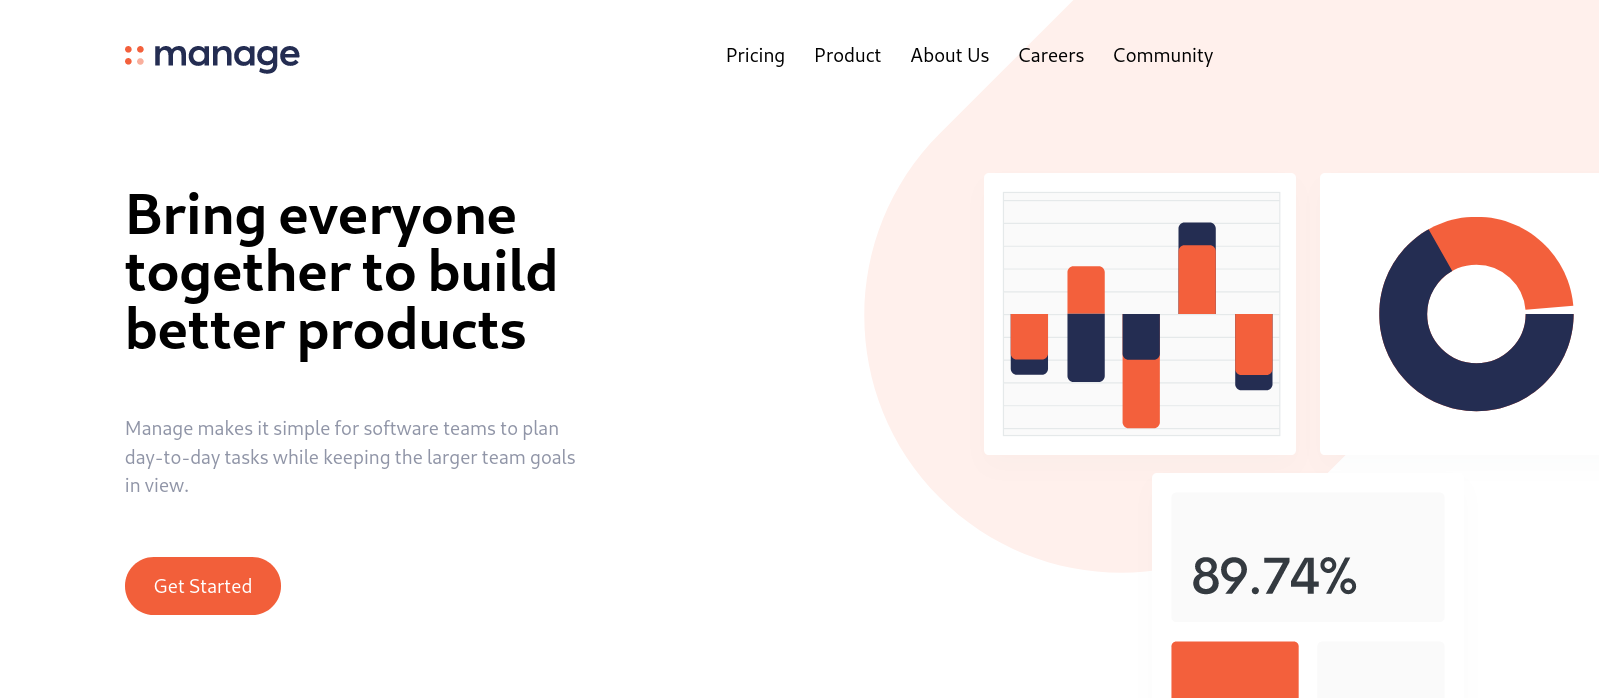 manage
Pricing Product About Us Careers Community
Bring everyone
together to build
better products
Manage makes it simple for software teams to plan
day-to-day tasks while keeping the larger team goals
in view.
Get Started
89.74%